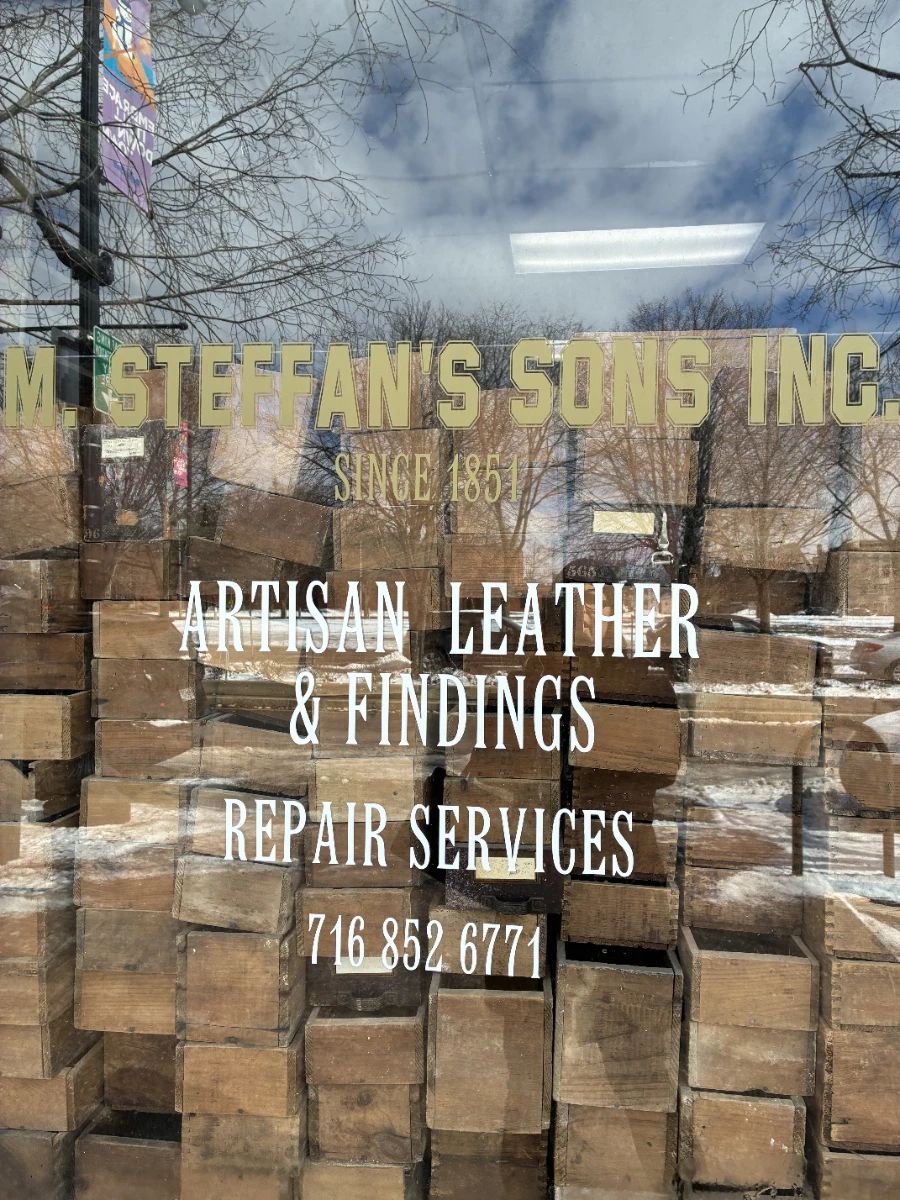 M. STEFFAN'S SONS INC.
SINCE 1851
ARTISAN LEATHER
& FINDINGS
REPAIR SERVICES
716 852 6771